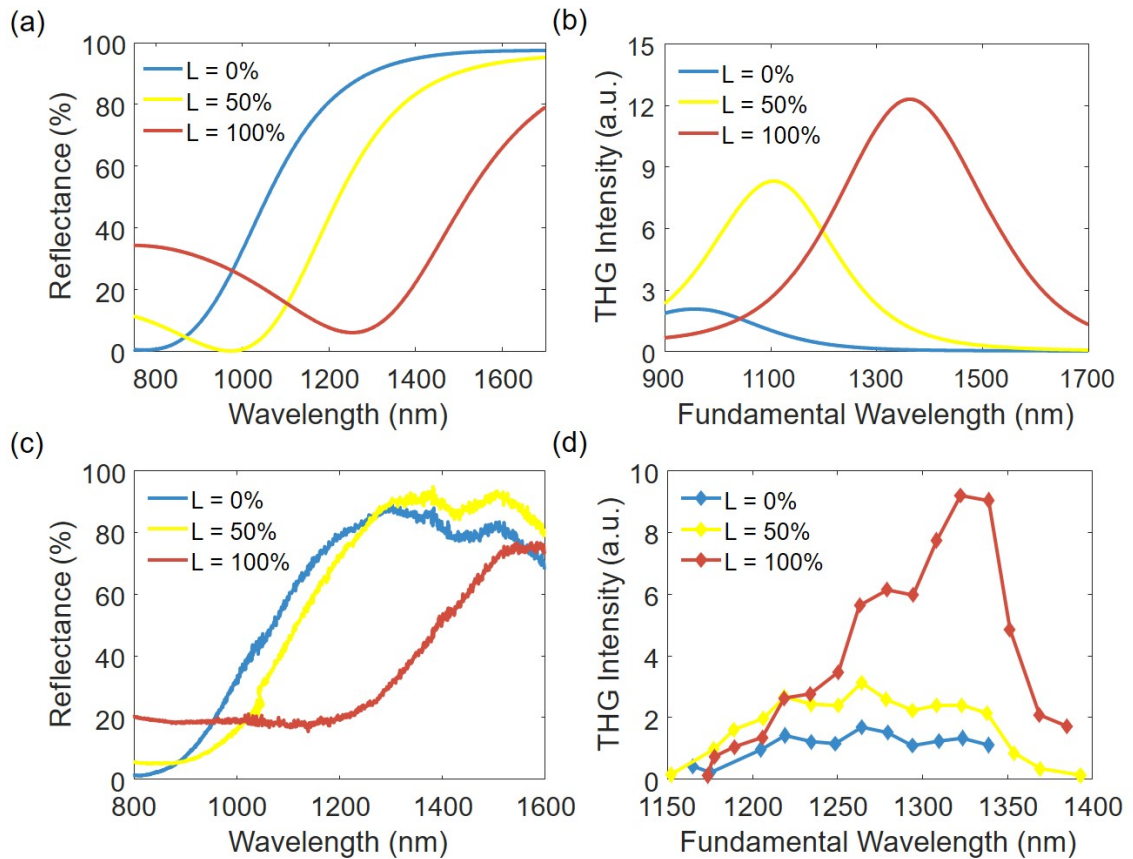 (a)
100
80
60
40
20
0
Reflectance (%)
L = 0%
L = 50%
L = 100%
800 1000 1200 1400 1600
Wavelength (nm)
(b)
15
12
9
6
3
0
THG Intensity (a.u.)
L = 0%
L = 50%
L = 100%
900 1100 1300 1500 1700
Fundamental Wavelength (nm)
(c)
100
80
60
40
20
0
Reflectance (%)
L = 0%
L = 50%
L = 100%
800 1000 1200 1400 1600
Wavelength (nm)
(d)
10
8
6
4
2
0
THG Intensity (a.u.)
L = 0%
L = 50%
L = 100%
1150 1200 1250 1300 1350 1400
Fundamental Wavelength (nm)